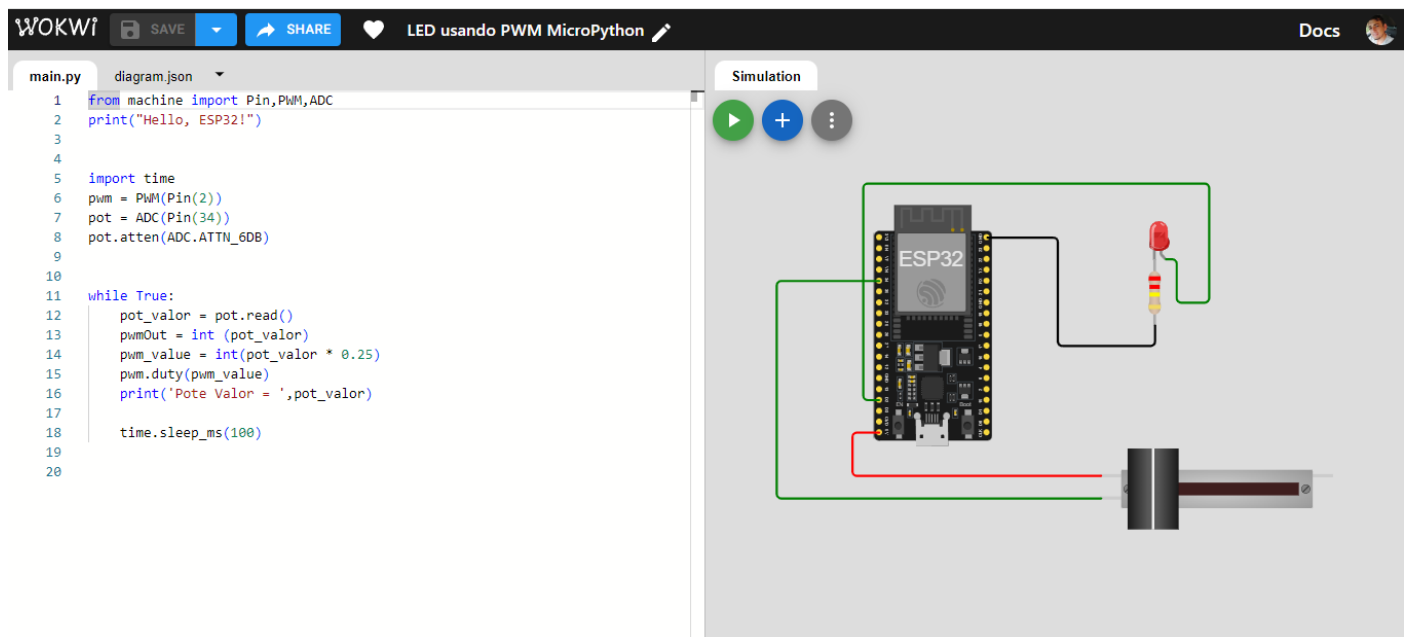 WOKWi SAVE SHARE LED usando PWM MicroPython Docs
main.py diagram.json
1 from machine import Pin,PWM,ADC
2 print("Hello, ESP32!")
3
4
5 import time
6 pwm = PWM(Pin(2))
7 pot = ADC(Pin(34))
8 pot.atten(ADC.ATTN_6DB)
9
10
11 while True:
12 pot_valor = pot.read()
13 pwmOut = int (pot_valor)
14 pwm_value = int(pot_valor * 0.25)
15 pwm.duty(pwm_value)
16 print('Pote Valor = ',pot_valor)
17
18 time.sleep_ms(100)
19
20
Simulation
ESP32
EN
Boot